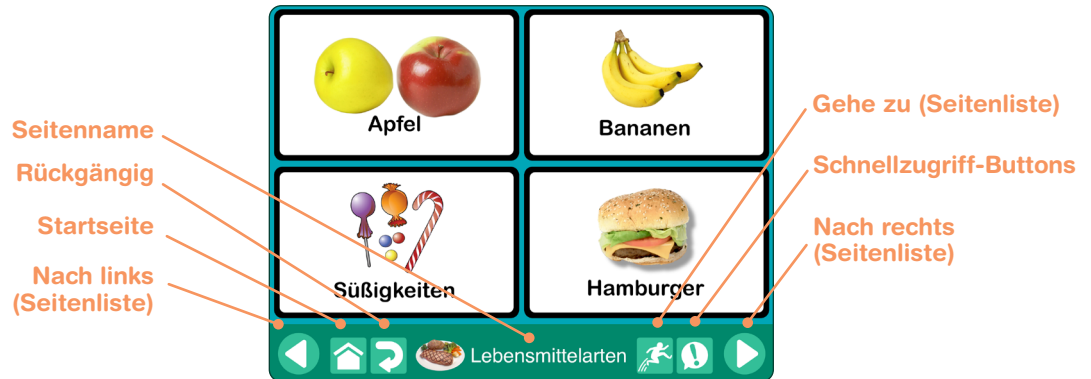 Apfel
Bananen
Süßigkeiten
Hamburger
Lebensmittelarten
Seitenname
Rückgängig
Startseite
Nach links
(Seitenliste)
Gehe zu (Seitenliste)
Schnellzugriff-Buttons
Nach rechts
(Seitenliste)